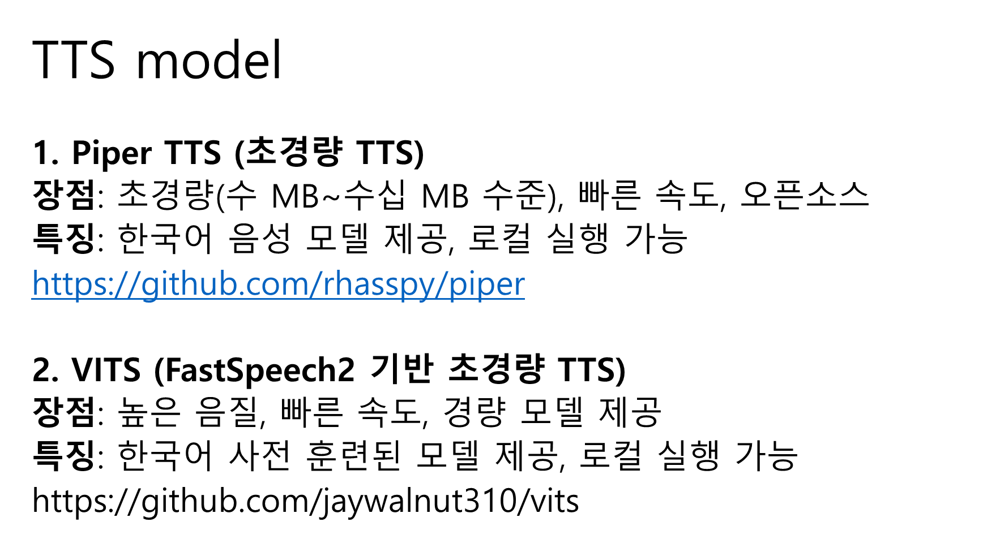 TTS model
1. Piper TTS (초경량 TTS)
장점: 초경량(수 MB~수십 MB 수준), 빠른 속도, 오픈소스
특징: 한국어 음성 모델 제공, 로컬 실행 가능
https://github.com/rhasspy/piper
2. VITS (FastSpeech2 기반 초경량 TTS)
장점: 높은 음질, 빠른 속도, 경량 모델 제공
특징: 한국어 사전 훈련된 모델 제공, 로컬 실행 가능
https://github.com/jaywalnut310/vits